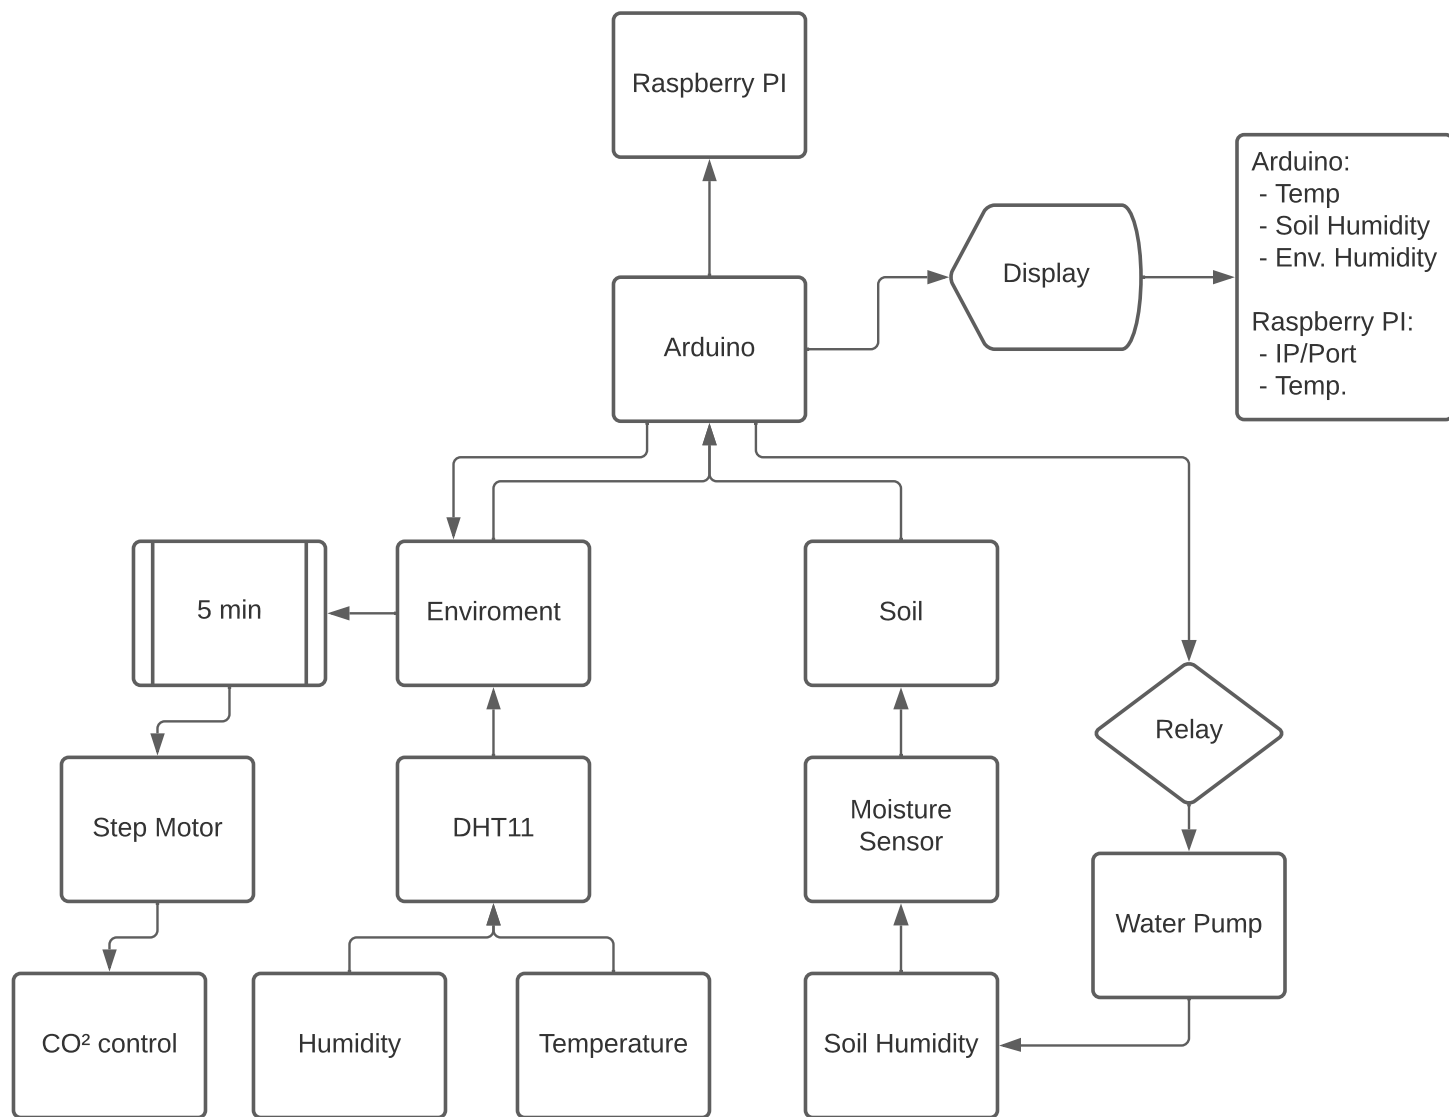 Raspberry PI
Arduino:
- Temp
- Soil Humidity
- Env. Humidity
Raspberry PI:
- IP/Port
- Temp.
Display
Arduino
5 min
Enviroment
Soil
Relay
Step Motor
DHT11
Moisture
Sensor
Water Pump
CO² control
Humidity
Temperature
Soil Humidity